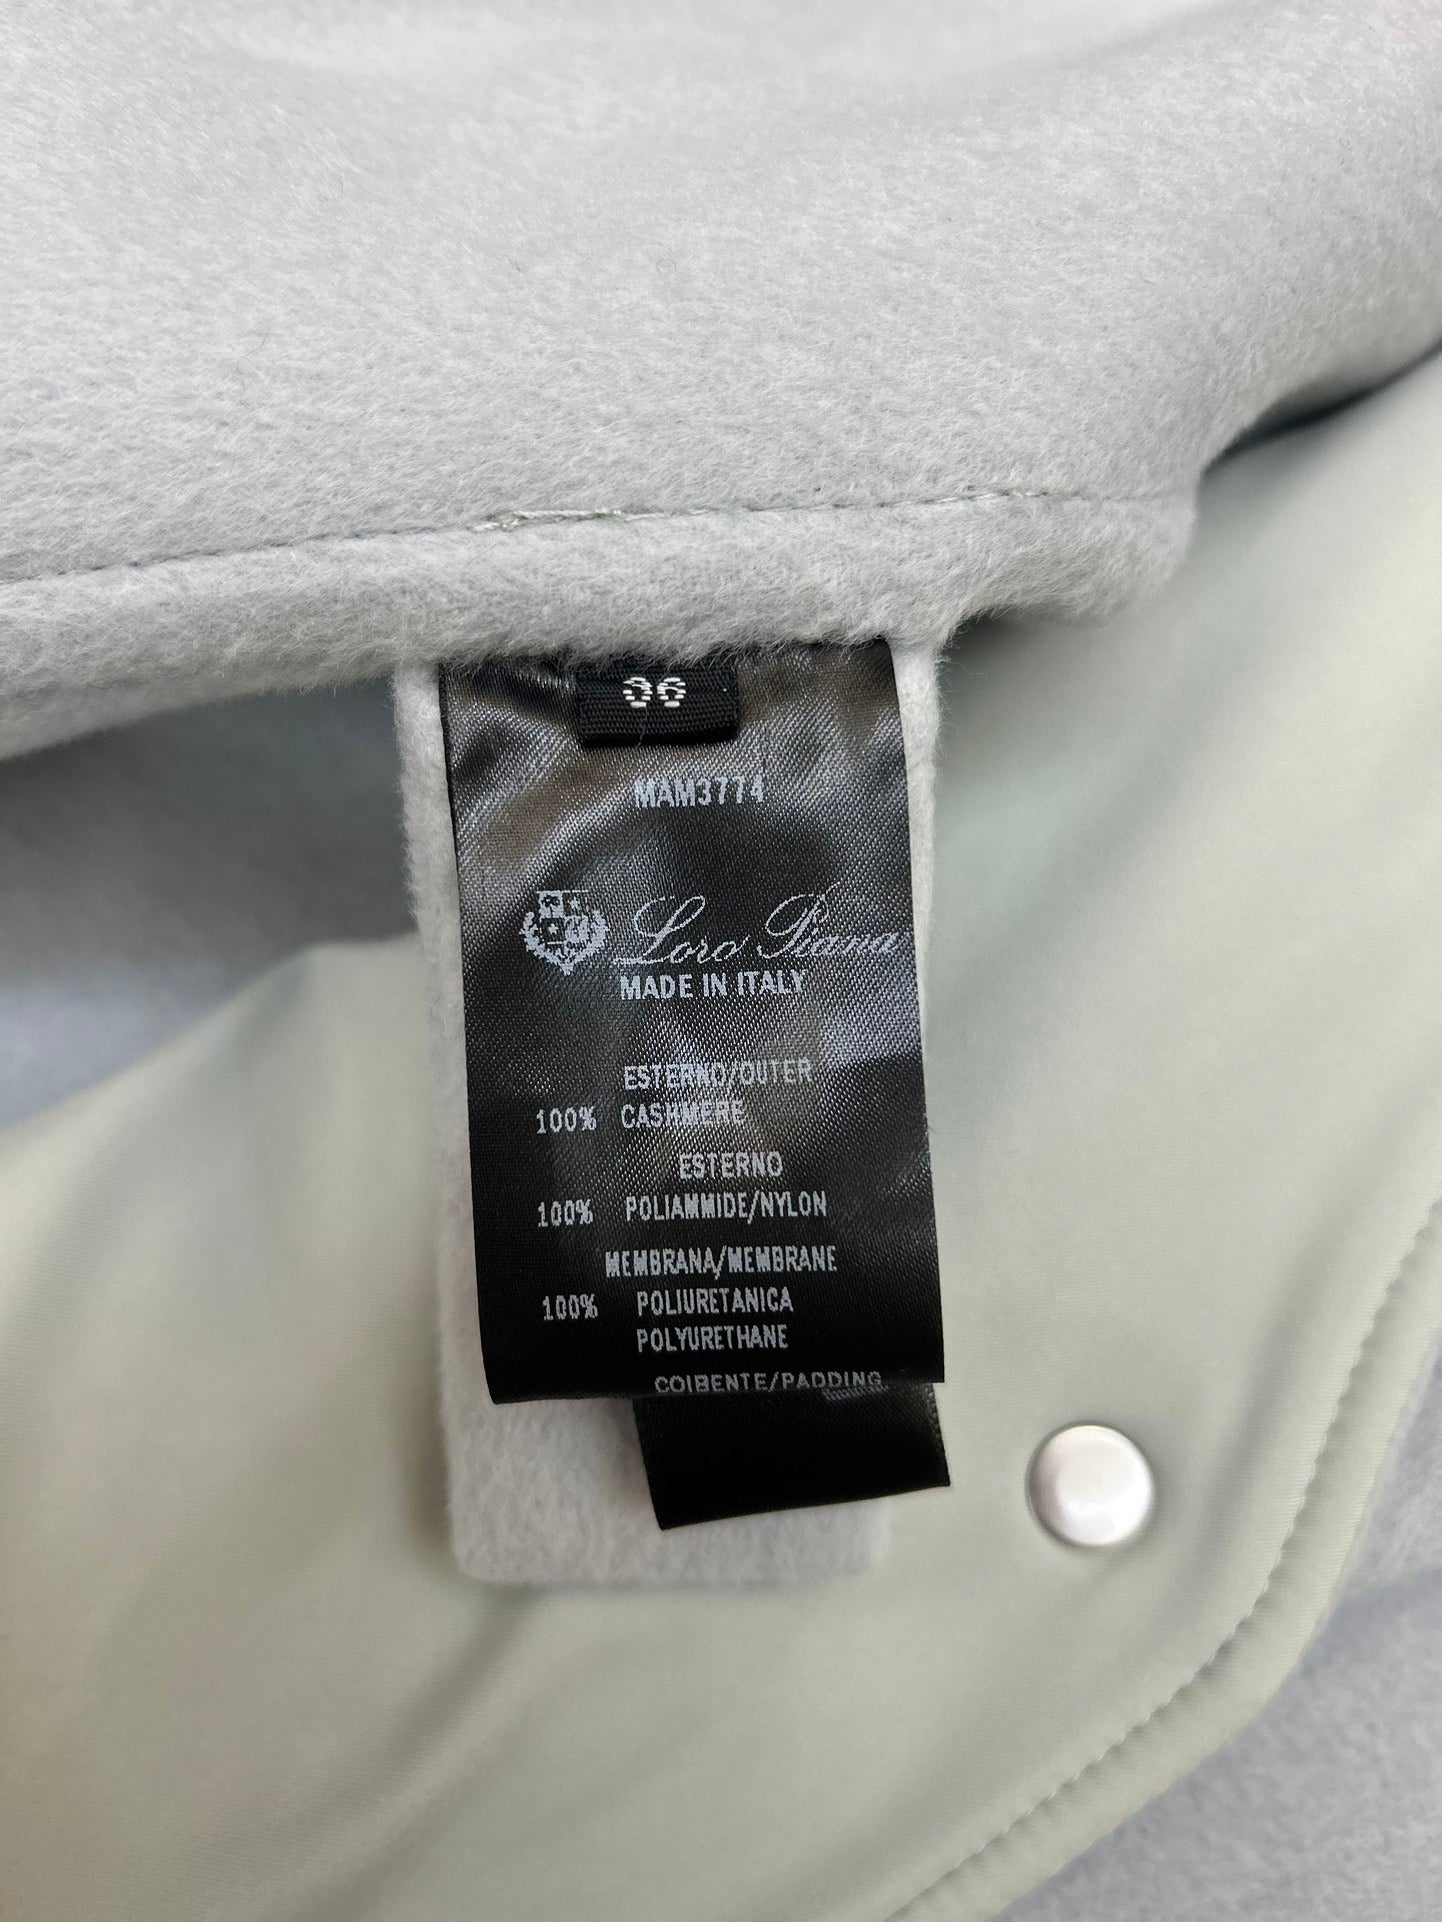 06
MAM3774
Loro Piana
MADE IN ITALY
ESTERNO/OUTER
100% CASHMERE
ESTERNO
100% POLIAMMIDE/NYLON
MEMBRANA/MEMBRANE
100% POLIURETANICA
POLYURETHANE
COIBENTE/PADDING